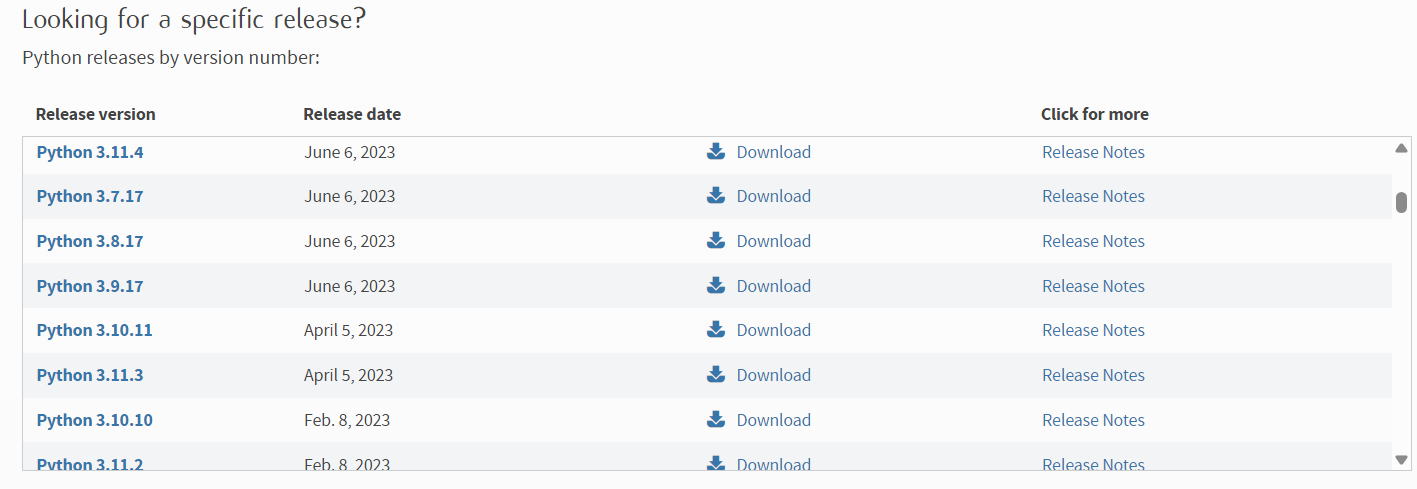 Looking for a specific release?
Python releases by version number:
Release version Release date Click for more
Python 3.11.4 June 6, 2023 Download Release Notes
Python 3.7.17 June 6, 2023 Download Release Notes
Python 3.8.17 June 6, 2023 Download Release Notes
Python 3.9.17 June 6, 2023 Download Release Notes
Python 3.10.11 April 5, 2023 Download Release Notes
Python 3.11.3 April 5, 2023 Download Release Notes
Python 3.10.10 Feb. 8, 2023 Download Release Notes
Python 3.11.2 Feb. 8, 2023 Download Release Notes